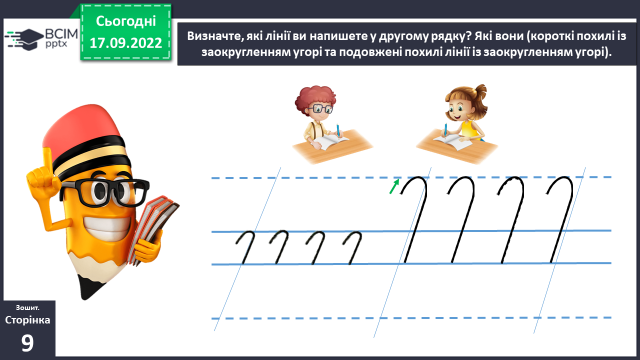 ВСІМ
pptx
Сьогодні
17.09.2022
Визначте, які лінії ви напишете у другому рядку? Які вони (короткі похилі із
заокругленням угорі та подовжені похилі лінії із заокругленням угорі).
Зошит.
Сторінка
9